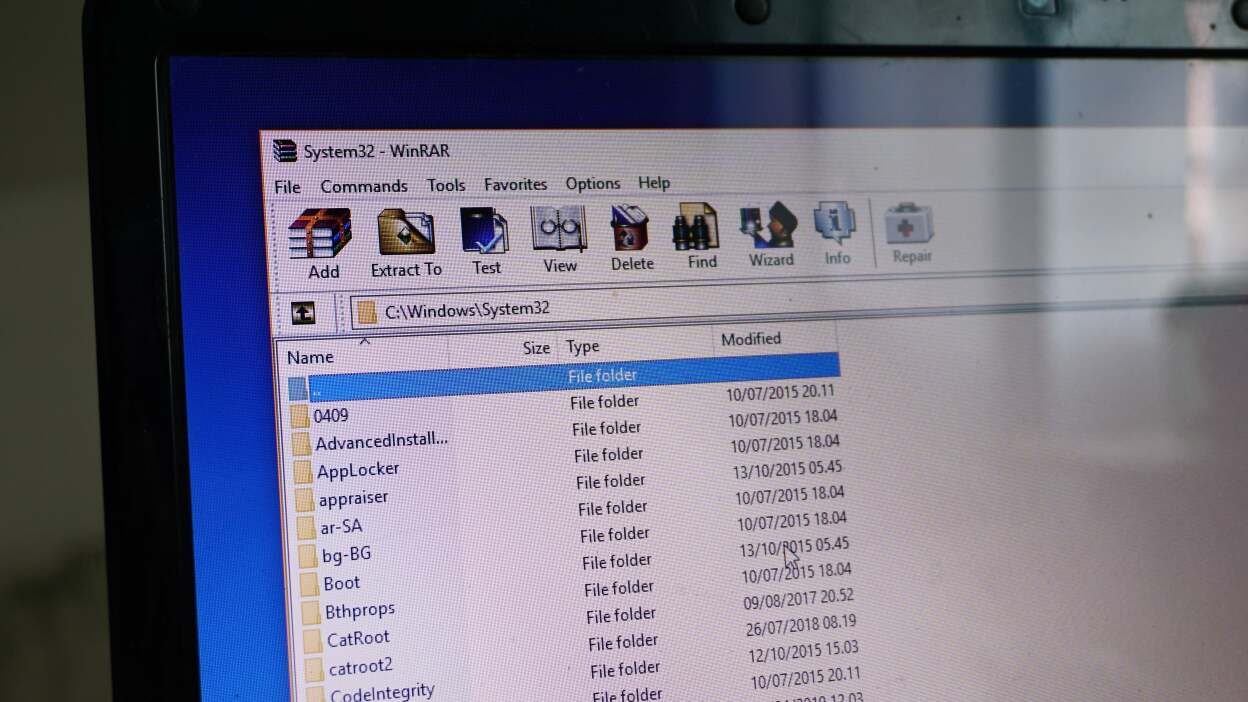 System32 - WinRAR
File Commands Tools Favorites Options Help
Add Extract To Test View Delete Find Wizard Info Repair
C:\Windows\System32
Name Size Type Modified
.. File folder
0409 File folder 10/07/2015 20.11
AdvancedInstall... File folder 10/07/2015 18.04
AppLocker File folder 10/07/2015 18.04
appraiser File folder 13/10/2015 05.45
ar-SA File folder 10/07/2015 18.04
bg-BG File folder 10/07/2015 18.04
Boot File folder 13/10/2015 05.45
Bthprops File folder 10/07/2015 18.04
CatRoot File folder 09/08/2017 20.52
catroot2 File folder 26/07/2018 08.19
CodeIntegrity File folder 12/10/2015 15.03
File folder 10/07/2015 20.11